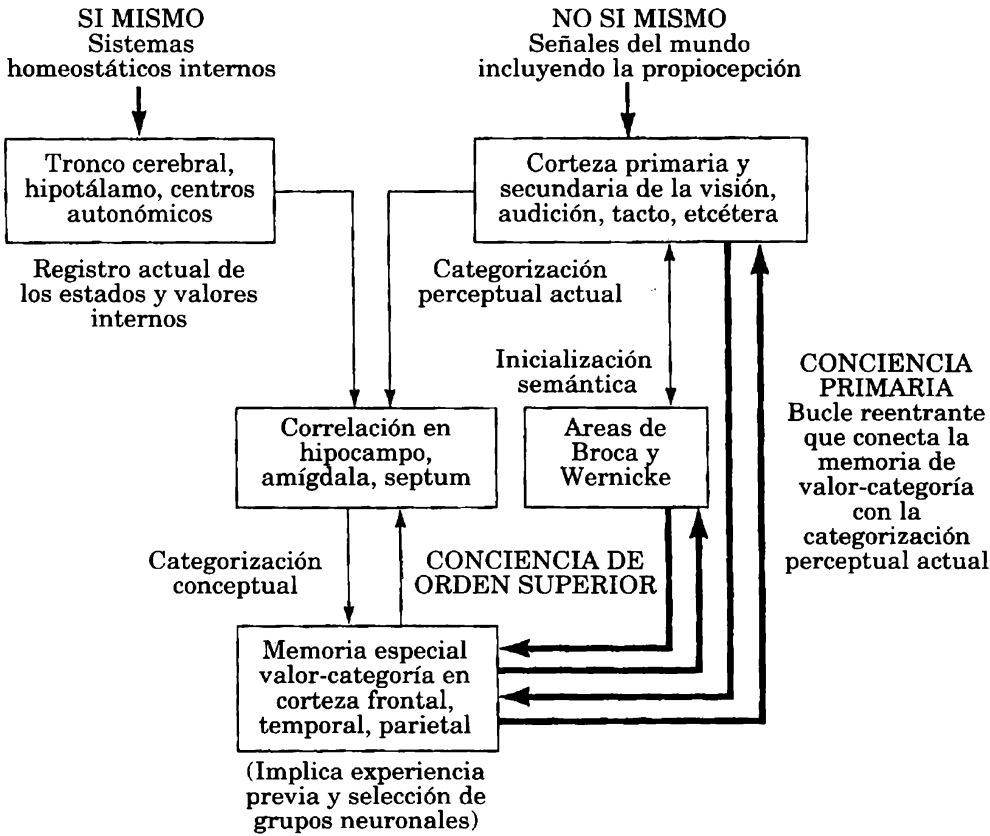 SI MISMO
Sistemas
homeostáticos internos
NO SI MISMO
Señales del mundo
incluyendo la propiocepción
Tronco cerebral,
hipotálamo, centros
autonómicos
Corteza primaria y
secundaria de la visión,
audición, tacto, etcétera
Registro actual de
los estados y valores
internos
Categorización
perceptual actual
Inicialización
semántica
CONCIENCIA
PRIMARIA
Bucle reentrante
que conecta la
memoria de
valor-categoría
con la
categorización
perceptual actual
Correlación en
hipocampo,
amígdala, septum
Areas de
Broca y
Wernicke
Categorización
conceptual
CONCIENCIA DE
ORDEN SUPERIOR
Memoria especial
valor-categoría en
corteza frontal,
temporal, parietal
(Implica experiencia
previa y selección de
grupos neuronales)